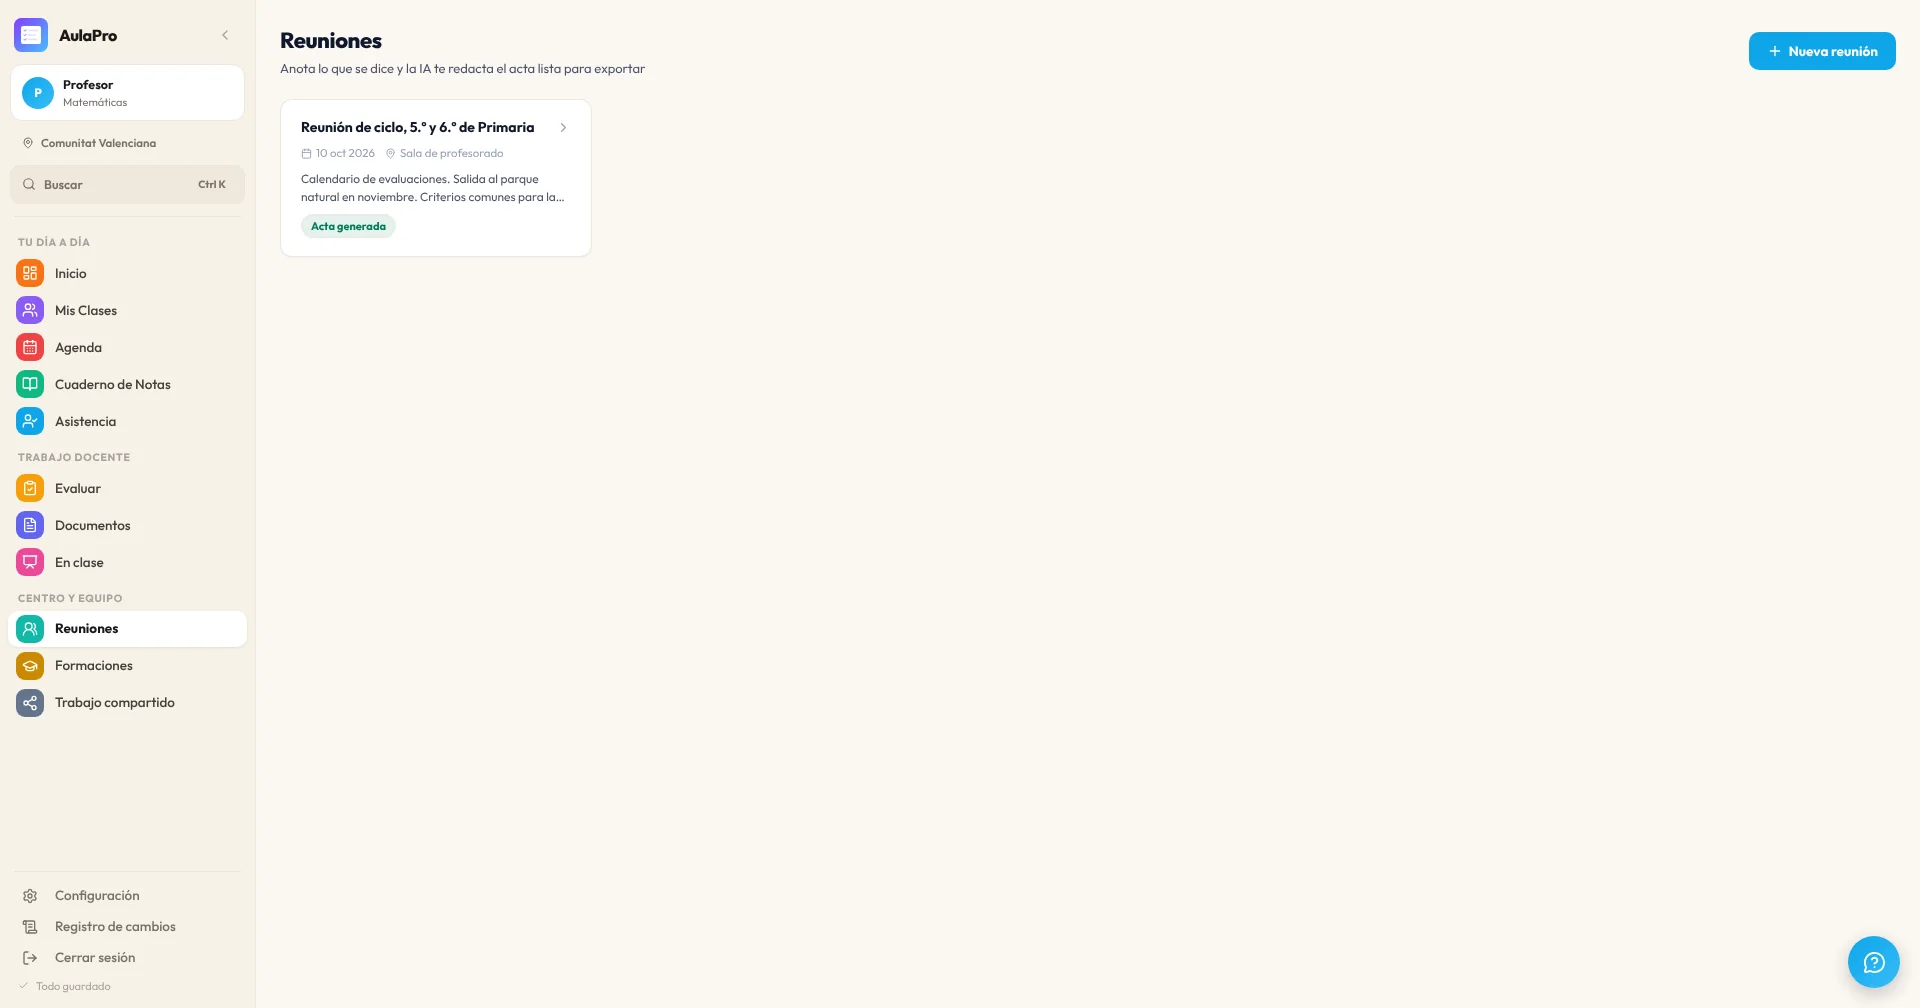 AulaPro
P
Profesor
Matemáticas
Comunitat Valenciana
Buscar
Ctrl K
TU DÍA A DÍA
Inicio
Mis Clases
Agenda
Cuaderno de Notas
Asistencia
TRABAJO DOCENTE
Evaluar
Documentos
En clase
CENTRO Y EQUIPO
Reuniones
Formaciones
Trabajo compartido
Configuración
Registro de cambios
Cerrar sesión
Todo guardado
Reuniones
Anota lo que se dice y la IA te redacta el acta lista para exportar
Nueva reunión
Reunión de ciclo, 5.º y 6.º de Primaria
10 oct 2026 Sala de profesorado
Calendario de evaluaciones. Salida al parque
natural en noviembre. Criterios comunes para la…
Acta generada